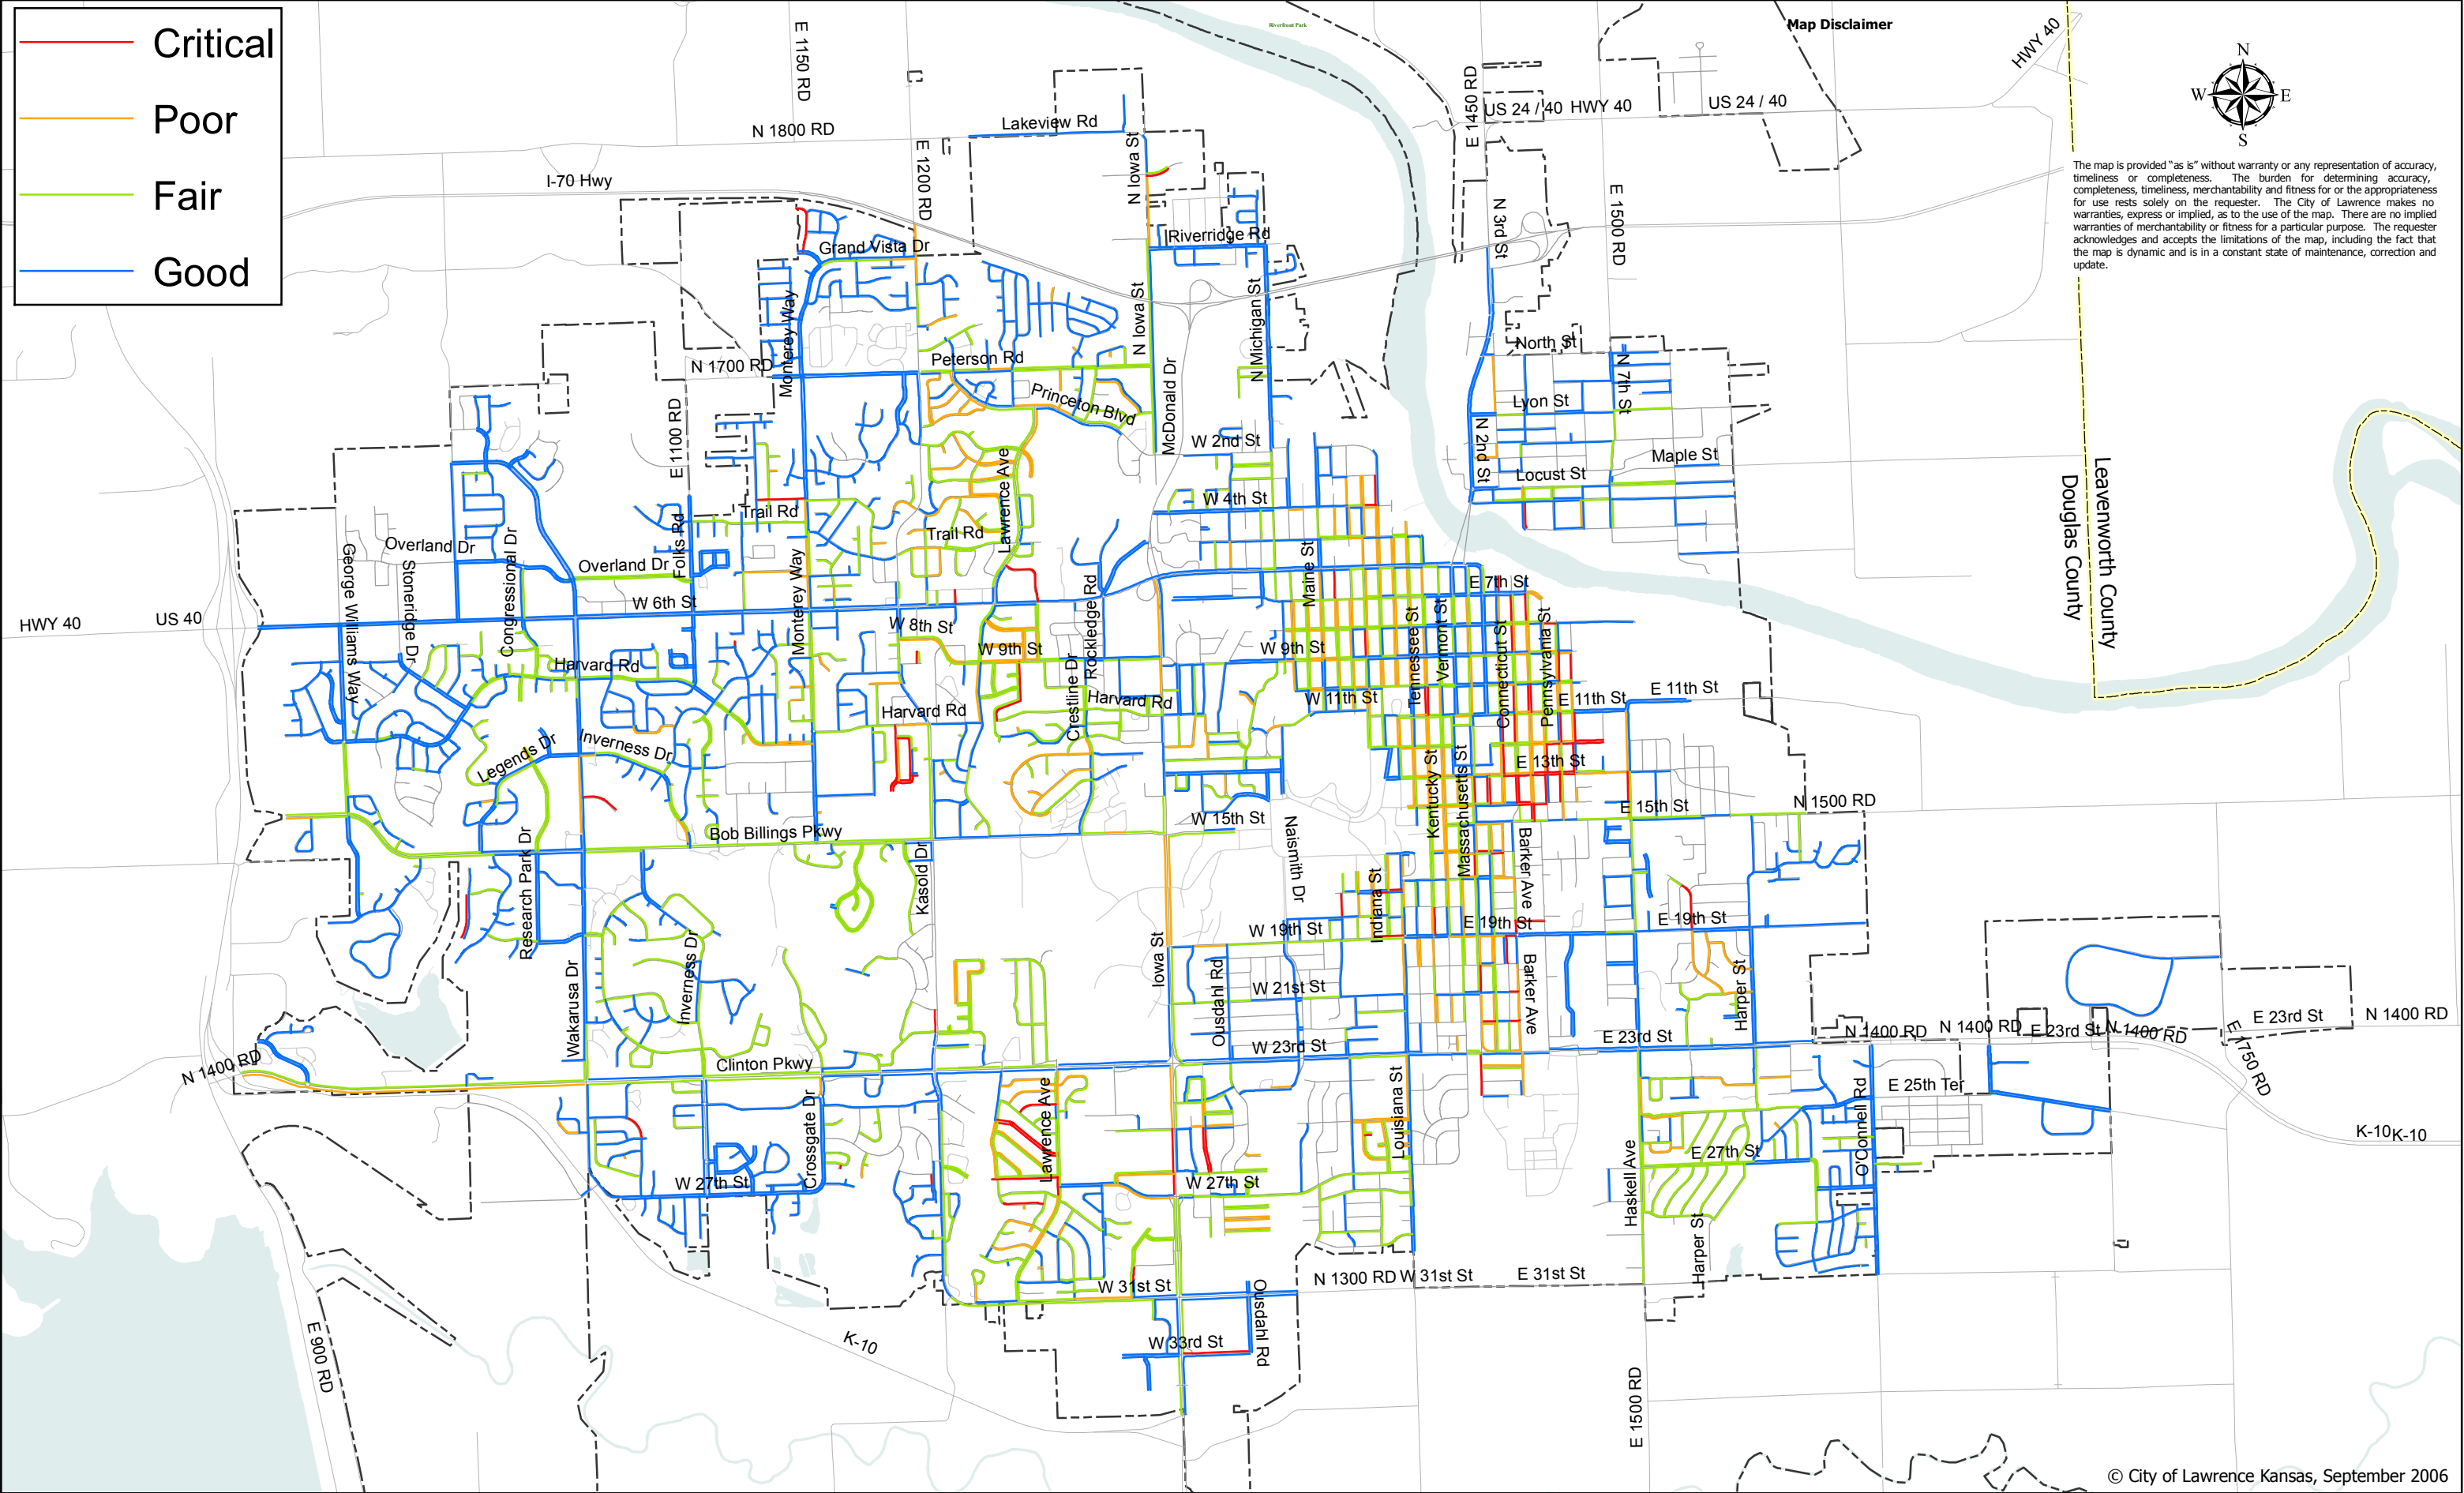 Critical
Poor
Fair
Good
Riverfront Park
Map Disclaimer
HWY 40
N
W
E
S
The map is provided "as is" without warranty or any representation of accuracy,
timeliness or completeness. The burden for determining accuracy,
completeness, timeliness, merchantability and fitness for or the appropriateness
for use rests solely on the requester. The City of Lawrence makes no
warranties, express or implied, as to the use of the map. There are no implied
warranties of merchantability or fitness for a particular purpose. The requester
acknowledges and accepts the limitations of the map, including the fact that
the map is dynamic and is in a constant state of maintenance, correction and
update.
E 1150 RD
E 1450 RD
US 24 / 40
HWY 40
US 24 / 40
N 1800 RD
Lakeview Rd
N Iowa St
E 1200 RD
I-70 Hwy
N 3rd St
E 1500 RD
Grand Vista Dr
Riverridge Rd
Monterey Way
N Iowa St
N Michigan St
North St
N 7th St
N 1700 RD
Peterson Rd
Princeton Blvd
McDonald Dr
Lyon St
E 1100 RD
N 2nd St
W 2nd St
Maple St
Locust St
Lawrence Ave
W 4th St
Trail Rd
Trail Rd
Folks Rd
Leavenworth County
Douglas County
George Williams Way
Overland Dr
Stoneridge Dr
Congressional Dr
Overland Dr
Monterey Way
Maine St
E 7th St
Rockledge Rd
W 6th St
HWY 40
US 40
W 8th St
Tennessee St
Vermont St
Connecticut St
Pennsylvania St
W 9th St
W 9th St
Harvard Rd
Crestline Dr
Harvard Rd
Harvard Rd
W 11th St
E 11th St
E 11th St
Legends Dr
Inverness Dr
Kentucky St
Massachusetts St
E 13th St
E 15th St
N 1500 RD
W 15th St
Bob Billings Pkwy
Research Park Dr
Kasold Dr
Naismith Dr
Indiana St
Barker Ave
E 19th St
E 19th St
W 19th St
Wakarusa Dr
Inverness Dr
Iowa St
Ousdahl Rd
W 21st St
Barker Ave
Harper St
N 1400 RD
N 1400 RD
E 23rd St
N 1400 RD
E 23rd St
N 1400 RD
E 1750 RD
E 23rd St
W 23rd St
N 1400 RD
Clinton Pkwy
Crossgate Dr
Lawrence Ave
Louisiana St
O'Connell Rd
E 25th Ter
K-10
K-10
Haskell Ave
E 27th St
W 27th St
W 27th St
Harper St
W 31st St
N 1300 RD
W 31st St
E 31st St
Ousdahl Rd
W 33rd St
E 900 RD
K-10
E 1500 RD
© City of Lawrence Kansas, September 2006